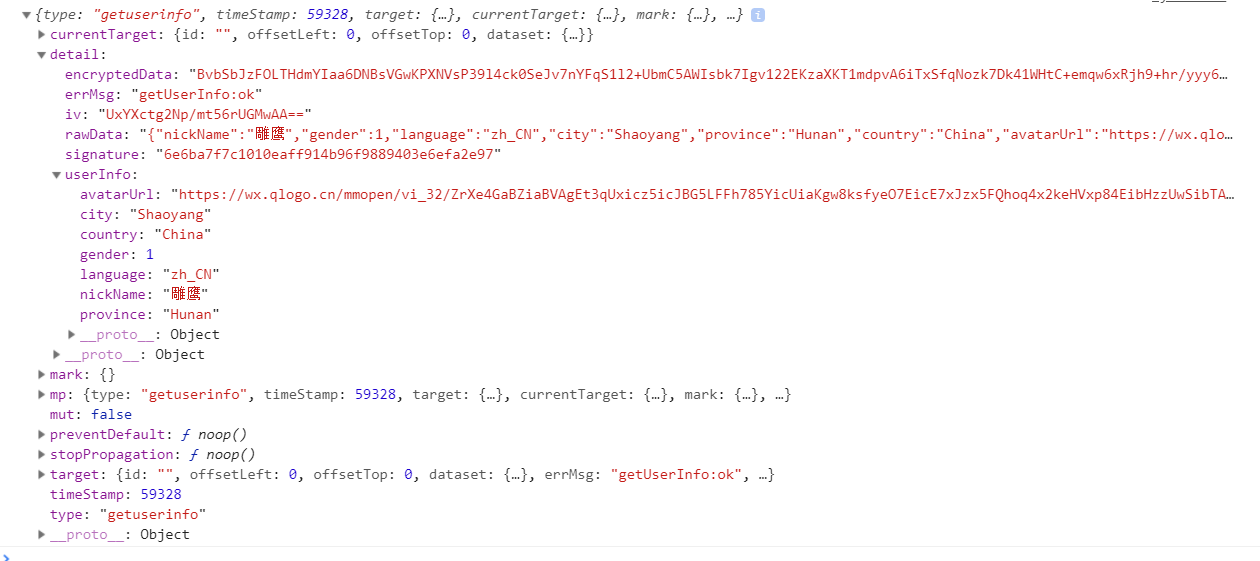 {type: "getuserinfo", timeStamp: 59328, target: {…}, currentTarget: {…}, mark: {…}, …} i
currentTarget: {id: "", offsetLeft: 0, offsetTop: 0, dataset: {…}}
detail:
encryptedData: "BvbSbJzFOLTHdmYIaa6DNBsVGwKPXNVsP39l4ck0SeJv7nYFqS1l2+UbmC5AWIsbk7Igv122EKzaXKT1mdpvA6iTxSfqNozk7Dk41WHtC+emqw6xRjh9+hr/yyy6…
errMsg: "getUserInfo:ok"
iv: "UxYXctg2Np/mt56rUGMwAA=="
rawData: "{"nickName":"雕鹰","gender":1,"language":"zh_CN","city":"Shaoyang","province":"Hunan","country":"China","avatarUrl":"https://wx.qlo…
signature: "6e6ba7f7c1010eaff914b96f9889403e6efa2e97"
userInfo:
avatarUrl: "https://wx.qlogo.cn/mmopen/vi_32/ZrXe4GaBZiaBVAgEt3qUxicz5icJBG5LFFh785YicUiaKgw8ksfyeO7EicE7xJzx5FQhoq4x2keHVxp84EibHzzUwSibTA…
city: "Shaoyang"
country: "China"
gender: 1
language: "zh_CN"
nickName: "雕鹰"
province: "Hunan"
__proto__: Object
__proto__: Object
mark: {}
mp: {type: "getuserinfo", timeStamp: 59328, target: {…}, currentTarget: {…}, mark: {…}, …}
mut: false
preventDefault: ƒ noop()
stopPropagation: ƒ noop()
target: {id: "", offsetLeft: 0, offsetTop: 0, dataset: {…}, errMsg: "getUserInfo:ok", …}
timeStamp: 59328
type: "getuserinfo"
__proto__: Object